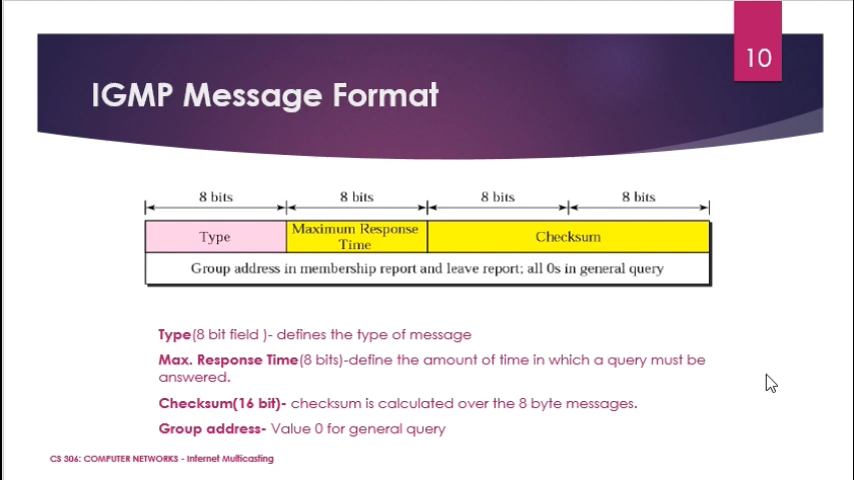 10
IGMP Message Format
8 bits 8 bits 8 bits 8 bits
Type Maximum Response Time Checksum
Group address in membership report and leave report; all 0s in general query
Type(8 bit field )- defines the type of message
Max. Response Time(8 bits)-define the amount of time in which a query must be
answered.
Checksum(16 bit)- checksum is calculated over the 8 byte messages.
Group address- Value 0 for general query
CS 306: COMPUTER NETWORKS - Internet Multicasting